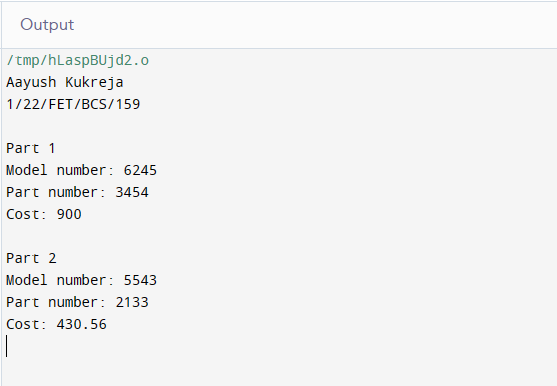 Output
/tmp/hLaspBUjd2.o
Aayush Kukreja
1/22/FET/BCS/159

Part 1
Model number: 6245
Part number: 3454
Cost: 900

Part 2
Model number: 5543
Part number: 2133
Cost: 430.56